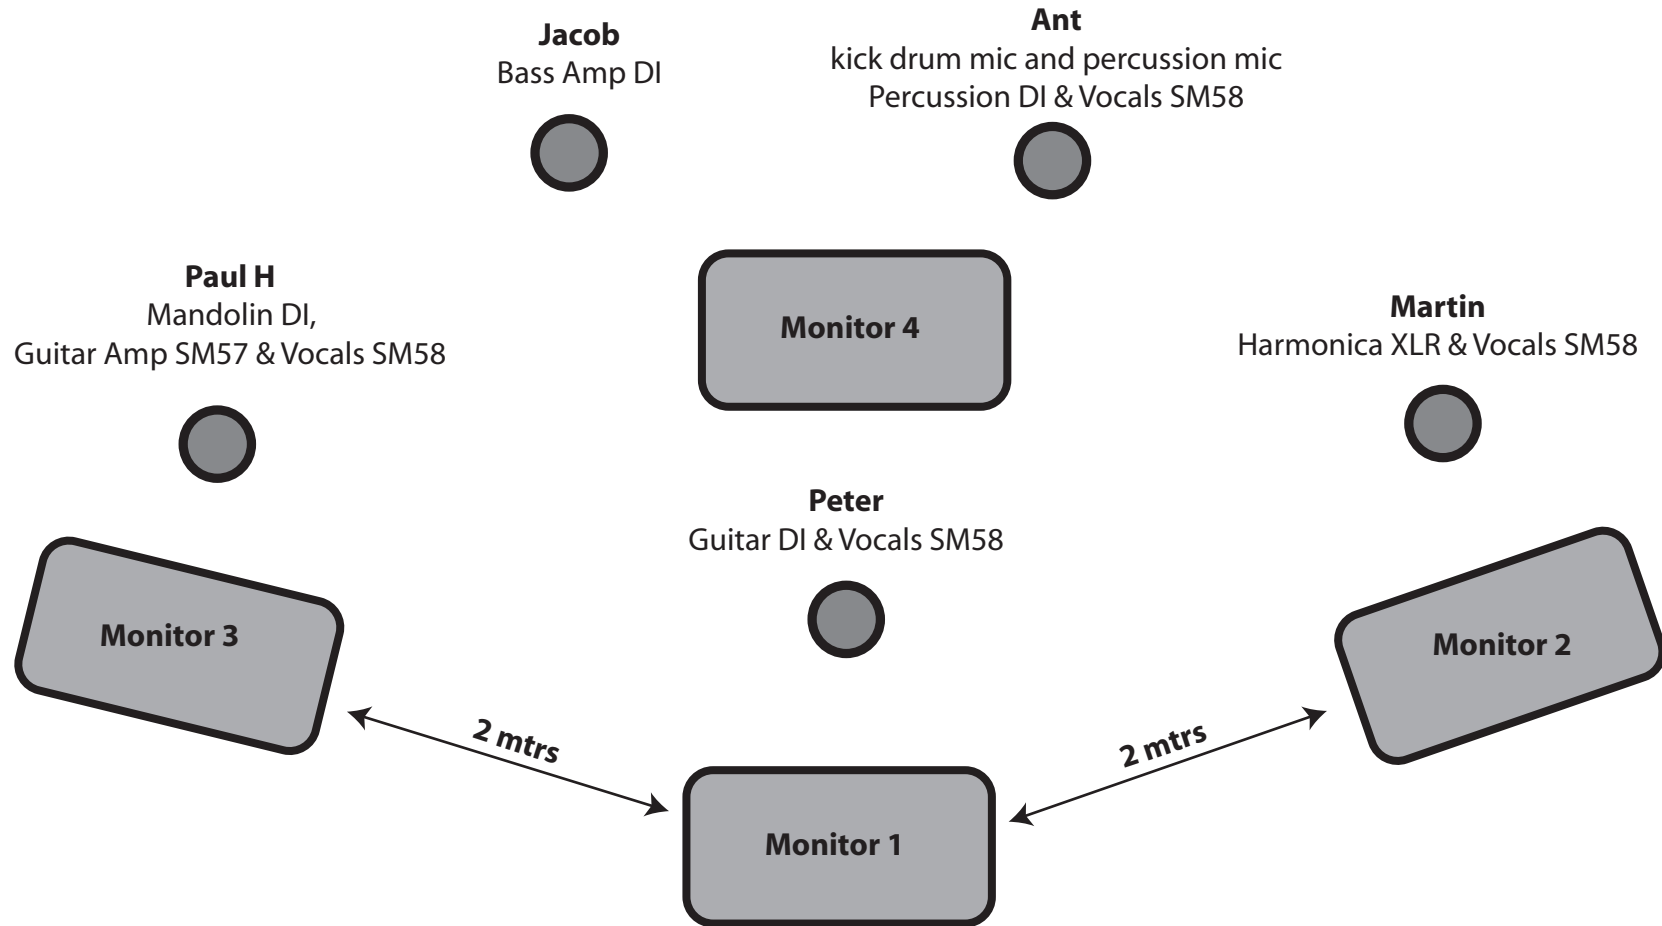 Jacob
Bass Amp DI
Ant
kick drum mic and percussion mic
Percussion DI & Vocals SM58
Paul H
Mandolin DI,
Guitar Amp SM57 & Vocals SM58
Monitor 4
Martin
Harmonica XLR & Vocals SM58
Peter
Guitar DI & Vocals SM58
Monitor 3
Monitor 2
2 mtrs
2 mtrs
Monitor 1